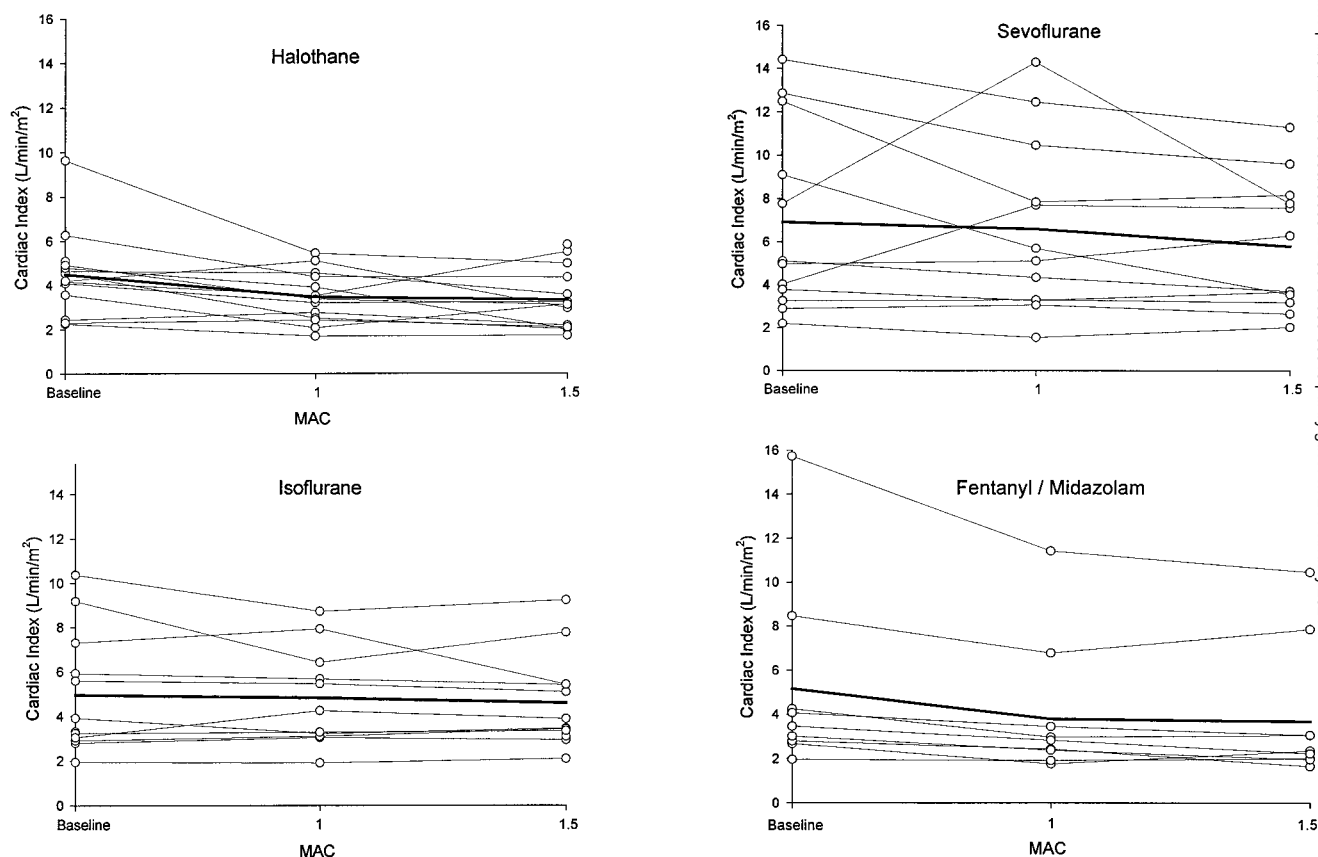 Halothane
Cardiac Index (L/min/m²)
16
14
12
10
8
6
4
2
0
Baseline
1
1.5
MAC
Sevoflurane
Cardiac Index (L/min/m²)
16
14
12
10
8
6
4
2
0
Baseline
1
1.5
Isoflurane
Cardiac Index (L/min/m²)
14
12
10
8
6
4
2
0
Baseline
1
1.5
MAC
Fentanyl / Midazolam
Cardiac Index (L/min/m²)
16
14
12
10
8
6
4
2
0
Baseline
1
1.5
MAC